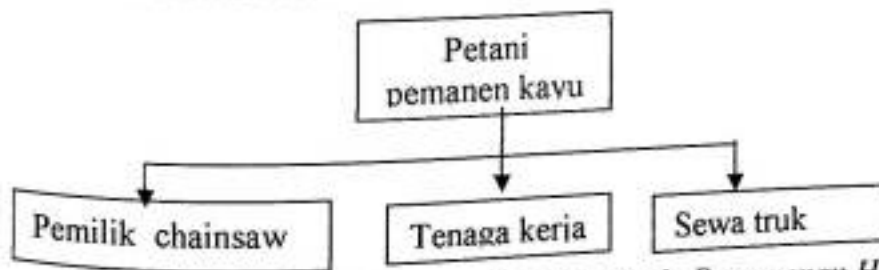 Petani
pemanen kayu
Pemilik chainsaw
Tenaga kerja
Sewa truk